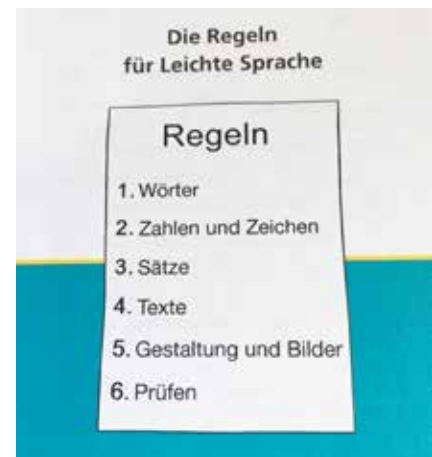 Die Regeln
für Leichte Sprache
Regeln
1. Wörter
2. Zahlen und Zeichen
3. Sätze
4. Texte
5. Gestaltung und Bilder
6. Prüfen